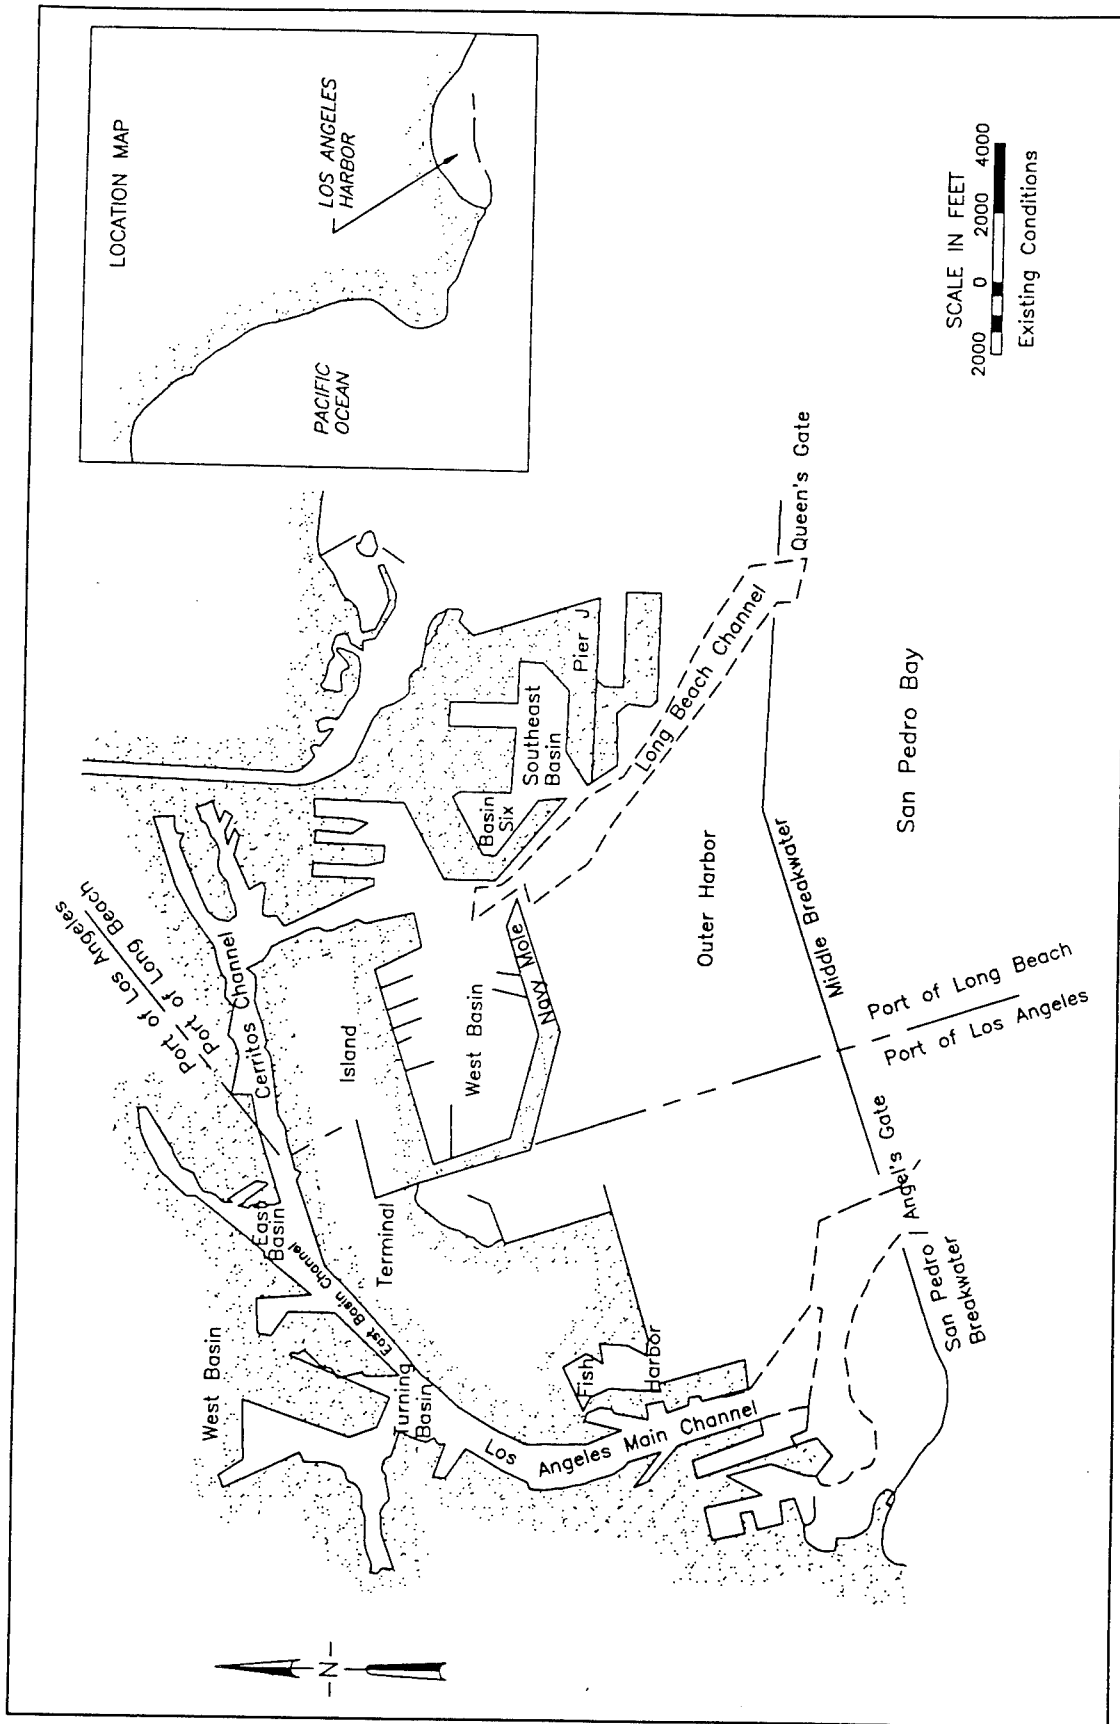 LOCATION MAP
LOS ANGELES
HARBOR
PACIFIC
OCEAN
West Basin
Port of Los Angeles
Port of Long Beach
Cerritos Channel
East
Basin
East Basin Channel
Turning
Basin
Terminal
Island
West Basin
Navy Mole
Basin
Six
Southeast
Basin
Pier J
-N-
Los Angeles Main Channel
Fish
Harbor
Long Beach Channel
Outer Harbor
Queen's Gate
Middle Breakwater
Port of Long Beach
Port of Los Angeles
Angel's Gate
San Pedro
Breakwater
San Pedro Bay
SCALE IN FEET
2000 0 2000 4000
Existing Conditions